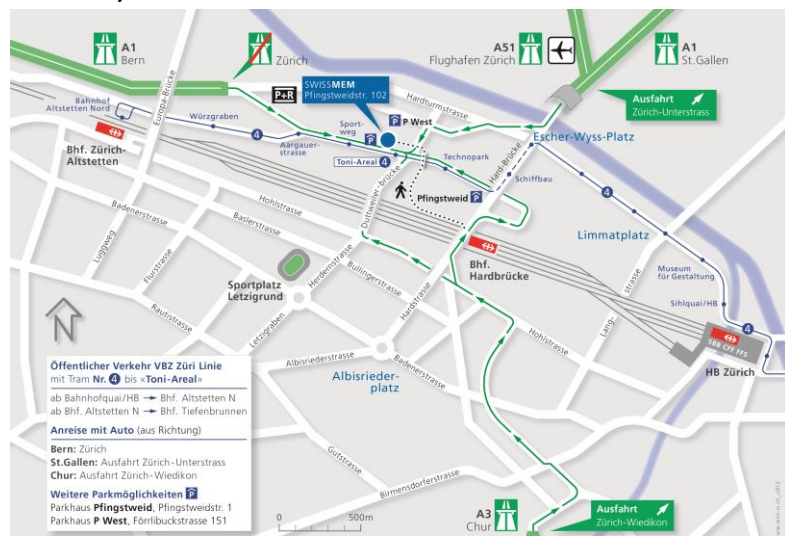 A1
Bern
Zürich
A51
Flughafen Zürich
A1
St.Gallen
P+R
SWISSMEM
Pfingstweidstr. 102
Ausfahrt
Zürich-Unterstrass
Bahnhof
Altstetten Nord
Europa-Brücke
Würzgraben
4
Sport-
weg
P
P P West
Hardturmstrasse
Escher-Wyss-Platz
Bhf. Zürich-
Altstetten
Aargauer-
strasse
Toni-Areal 4
Technopark
Hard-Brücke
Schiffbau
Duttweiler-brücke
Pfingstweid P
4
Limmatplatz
Badenerstrasse
Hohlstrasse
Baslerstrasse
Luggweg
Flurstrasse
Herdernstrasse
Bullingerstrasse
Bhf.
Hardbrücke
Museum
für Gestaltung
Sportplatz
Letzigrund
Hardstrasse
Hohlstrasse
Lang-
strasse
Sihlquai/HB
4
N
Rautistrasse
Letzigraben
SBB CFF FFS
HB Zürich
Albisriederstrasse
Badenerstrasse
Albisrieder-
platz
Öffentlicher Verkehr VBZ Züri Linie
mit Tram Nr. 4 bis «Toni-Areal»
ab Bahnhofquai/HB → Bhf. Altstetten N
ab Bhf. Altstetten N → Bhf. Tiefenbrunnen
Anreise mit Auto (aus Richtung)
Bern: Zürich
St.Gallen: Ausfahrt Zürich-Unterstrass
Chur: Ausfahrt Zürich-Wiedikon
Weitere Parkmöglichkeiten P
Parkhaus Pfingstweid, Pfingstweidstr. 1
Parkhaus P West, Förrlibuckstrasse 151
Gutstrasse
Birmensdorferstrasse
0 500m
A3
Chur
Ausfahrt
Zürich-Wiedikon